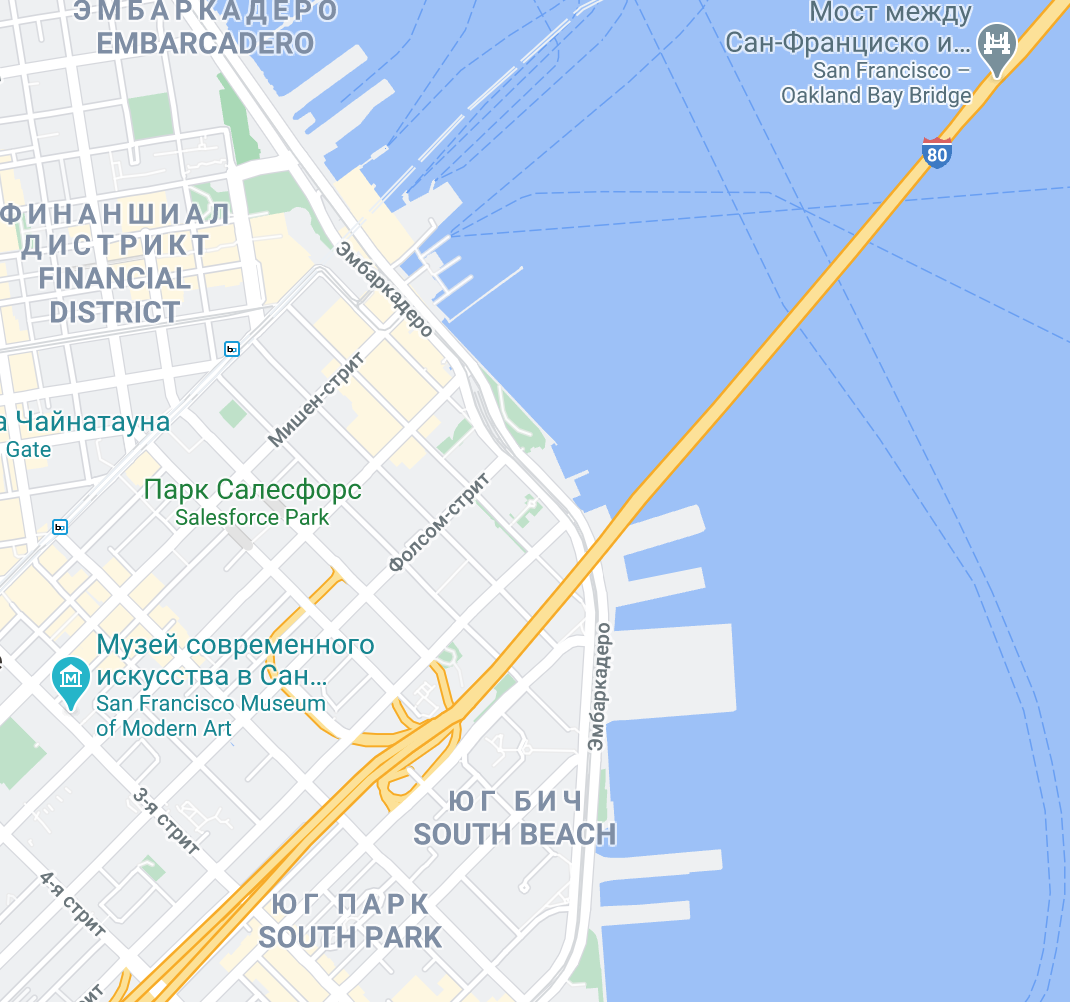 ЭМБАРКАДЕРО
EMBARCADERO
Мост между
Сан-Франциско и...
San Francisco –
Oakland Bay Bridge
80
ФИНАНШИАЛ
ДИСТРИКТ
FINANCIAL
DISTRICT
Эмбаркадеро
Мишен-стрит
а Чайнатауна
Gate
Парк Салесфорс
Salesforce Park
Фолсом-стрит
Музей современного
искусства в Сан...
San Francisco Museum
of Modern Art
Эмбаркадеро
3-я стрит
ЮГ БИЧ
SOUTH BEACH
4-я стрит
ЮГ ПАРК
SOUTH PARK